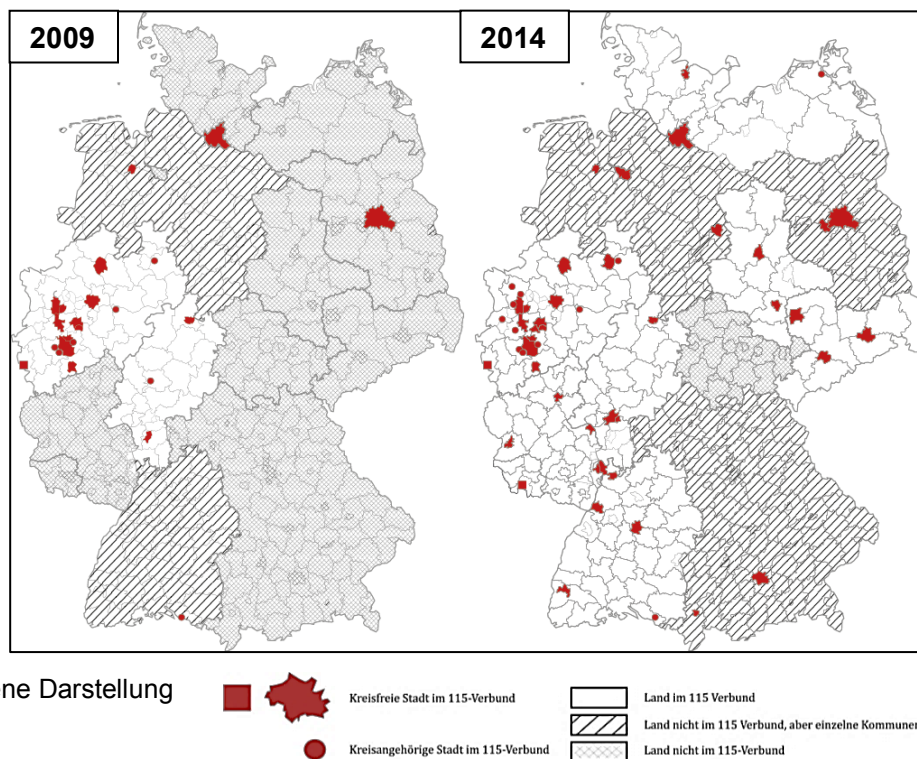 2009
2014
ne Darstellung
Kreisfreie Stadt im 115-Verbund
Kreisangehörige Stadt im 115-Verbund
Land im 115 Verbund
Land nicht im 115 Verbund, aber einzelne Kommunen
Land nicht im 115-Verbund